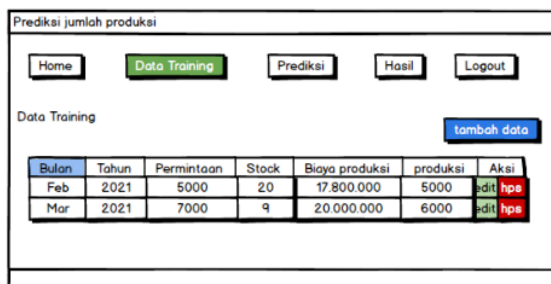 Prediksi jumlah produksi
Home Data Training Prediksi Hasil Logout
Data Training
tambah data
Bulan Tahun Permintaan Stock Biaya produksi produksi Aksi
Feb 2021 5000 20 17.800.000 5000 edit hps
Mar 2021 7000 9 20.000.000 6000 edit hps